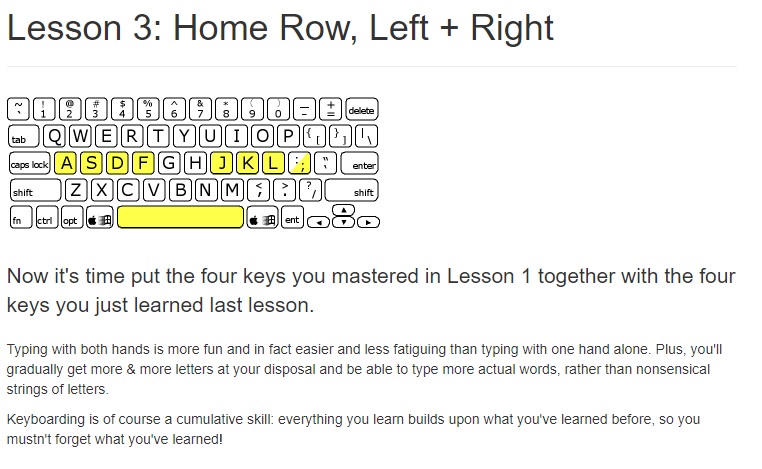 Lesson 3: Home Row, Left + Right
~ ! @ # $ % ^ & * ( ) _ +
` 1 2 3 4 5 6 7 8 9 0 - = delete
tab Q W E R T Y U I O P { [ } ] | \
caps lock A S D F G H J K L : ; " ' enter
shift Z X C V B N M < , > . ? / shift
fn ctrl opt ent
Now it's time put the four keys you mastered in Lesson 1 together with the four
keys you just learned last lesson.
Typing with both hands is more fun and in fact easier and less fatiguing than typing with one hand alone. Plus, you'll
gradually get more & more letters at your disposal and be able to type more actual words, rather than nonsensical
strings of letters.
Keyboarding is of course a cumulative skill: everything you learn builds upon what you've learned before, so you
mustn't forget what you've learned!